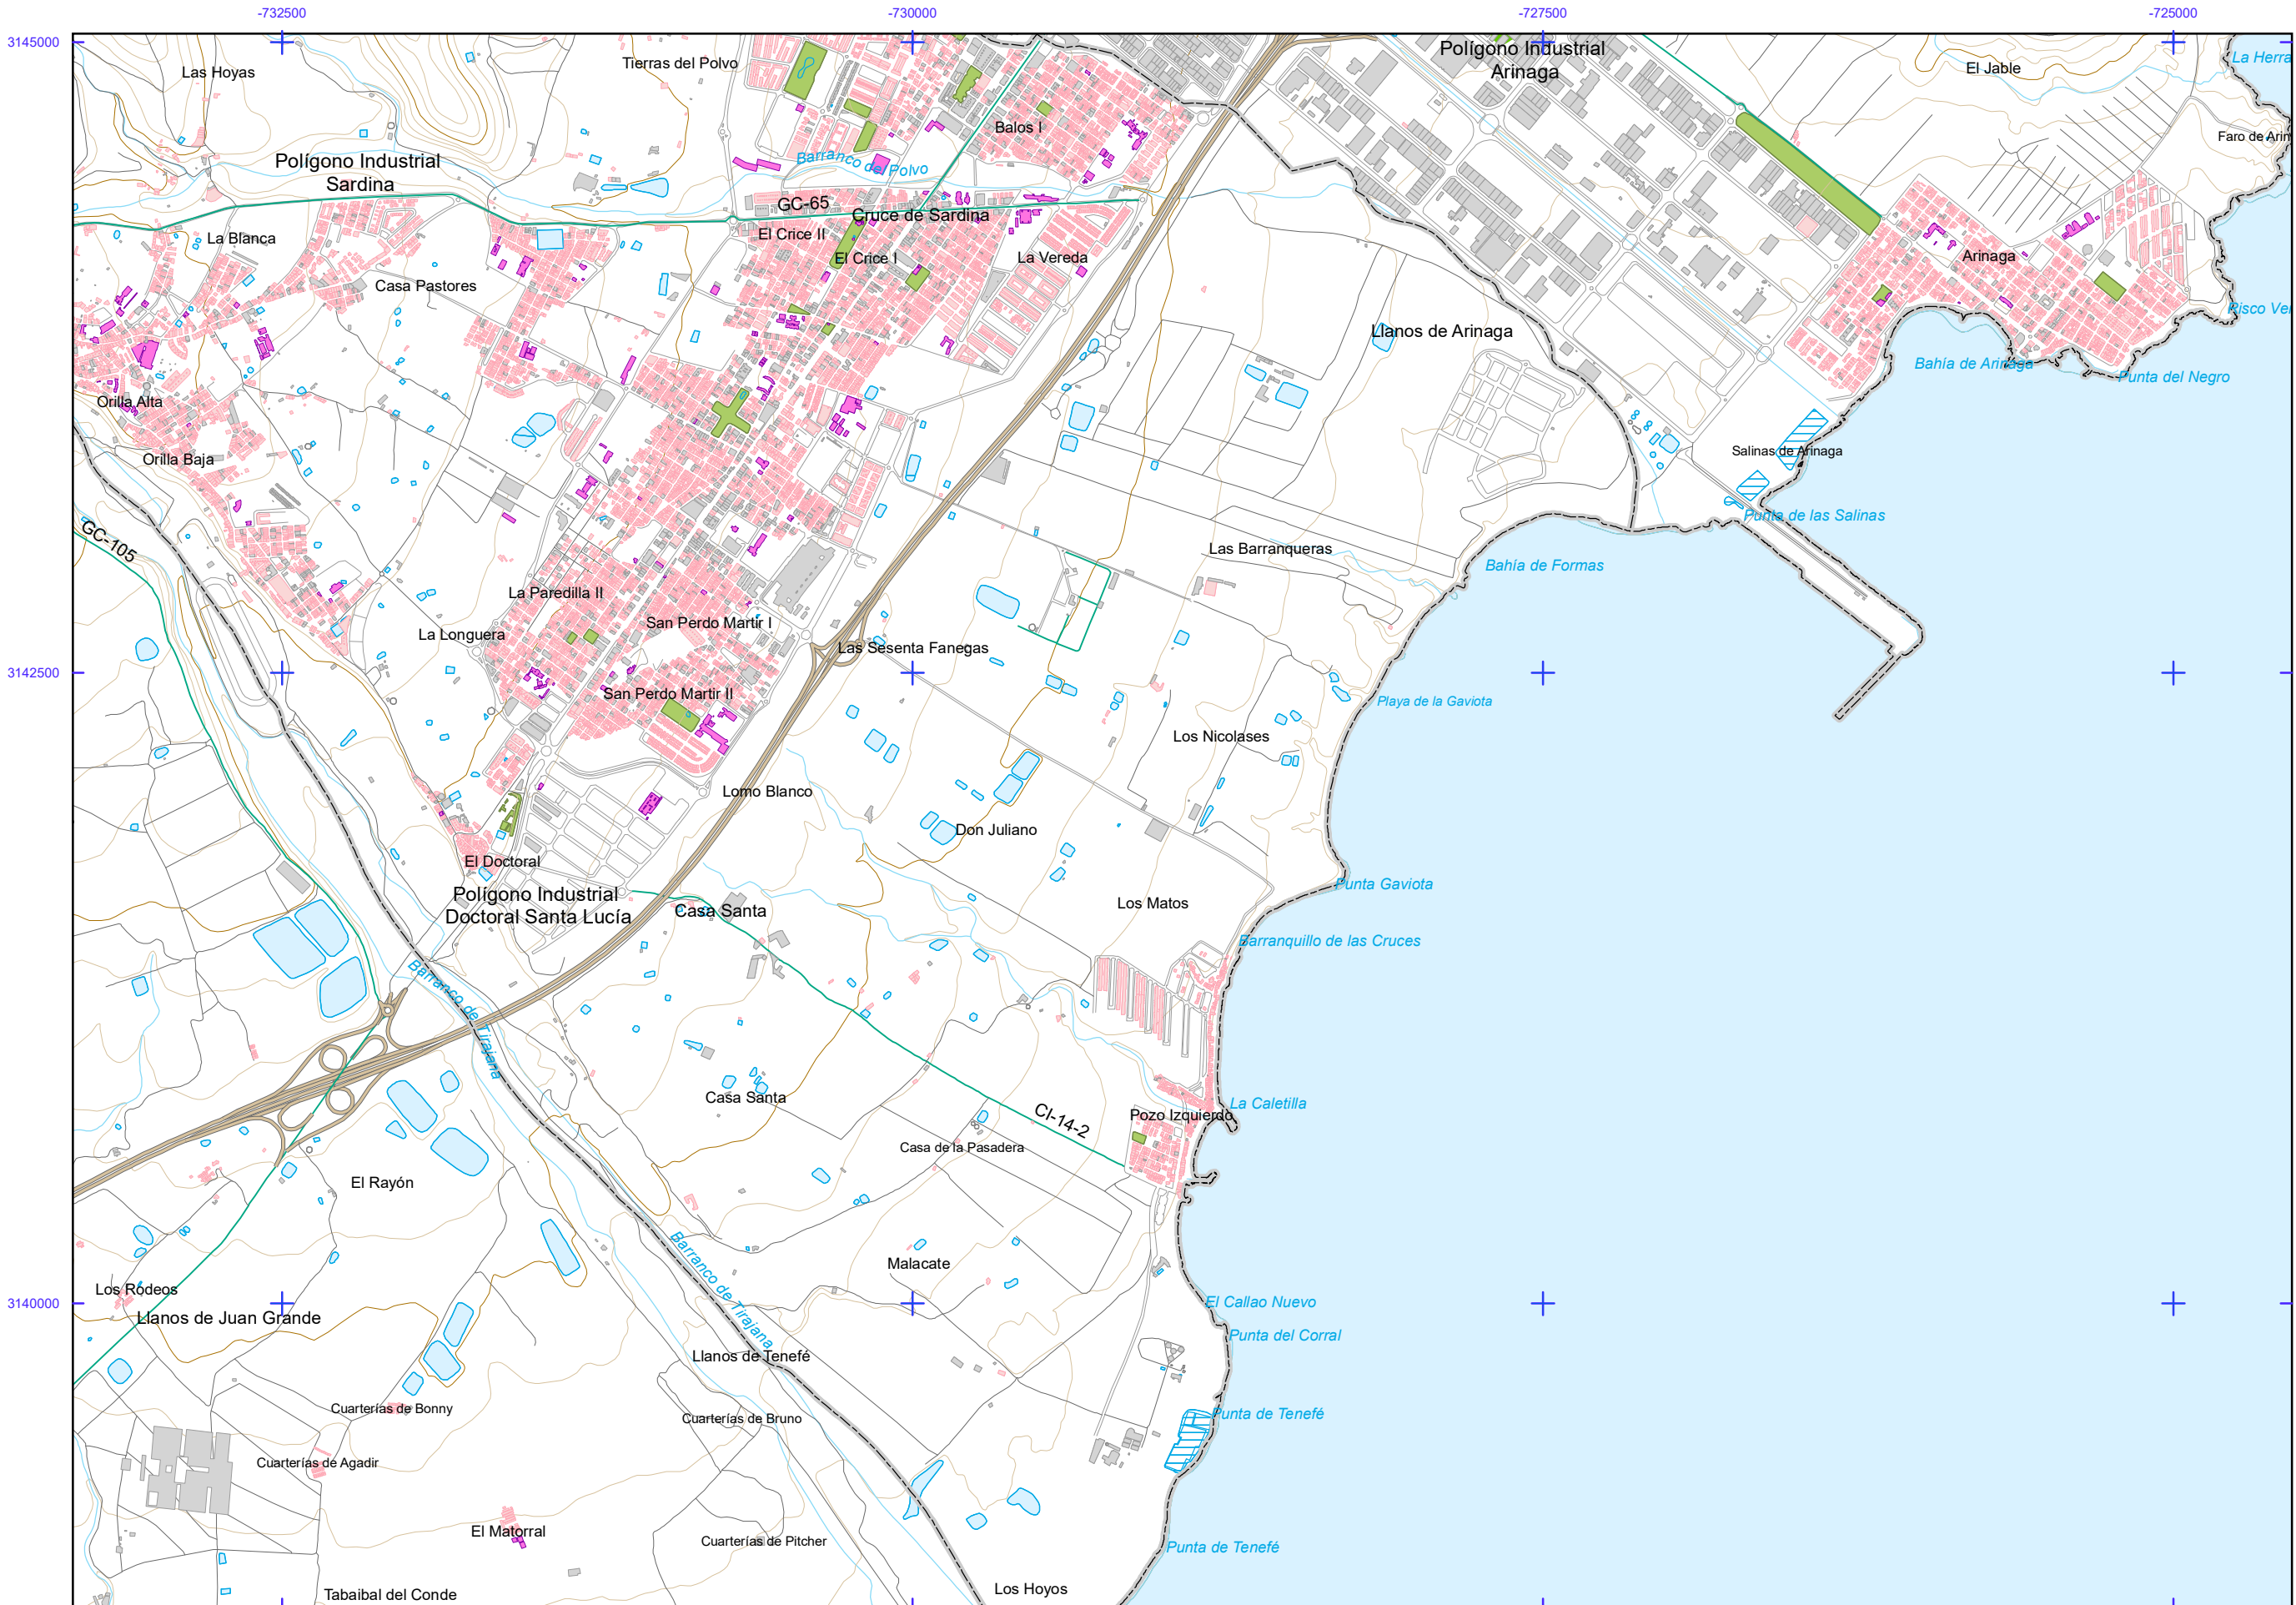 -732500
-730000
-727500
-725000
3145000
Polígono Industrial
Arinaga
La Herra
Tierras del Polvo
Las Hoyas
El Jable
Balos I
Faro de Arin
Polígono Industrial
Sardina
Barranco del Polvo
GC-65
Cruce de Sardina
El Crice II
La Blanca
El Crice I
La Vereda
Arinaga
Casa Pastores
Risco Ver
Llanos de Arinaga
Bahía de Arinaga
Punta del Negro
Orilla Alta
Salinas de Arinaga
Orilla Baja
Punta de las Salinas
GC-105
Las Barranqueras
Bahía de Formas
La Paredilla II
San Perdo Martir I
La Longuera
Las Sesenta Fanegas
3142500
San Perdo Martir II
Playa de la Gaviota
Los Nicolases
Lomo Blanco
Don Juliano
El Doctoral
Punta Gaviota
Polígono Industrial
Doctoral Santa Lucía
Casa Santa
Los Matos
Barranquillo de las Cruces
Barranco de Tirajana
Casa Santa
La Caletilla
CI-14-2
Pozo Izquierdo
Casa de la Pasadera
El Rayón
Barranco de Tirajana
Malacate
Los Rodeos
3140000
El Callao Nuevo
Llanos de Juan Grande
Punta del Corral
Llanos de Tenefé
Cuarterías de Bonny
Punta de Tenefé
Cuarterías de Bruno
Cuarterías de Agadir
El Matorral
Cuarterías de Pitcher
Punta de Tenefé
Los Hoyos
Tabaibal del Conde